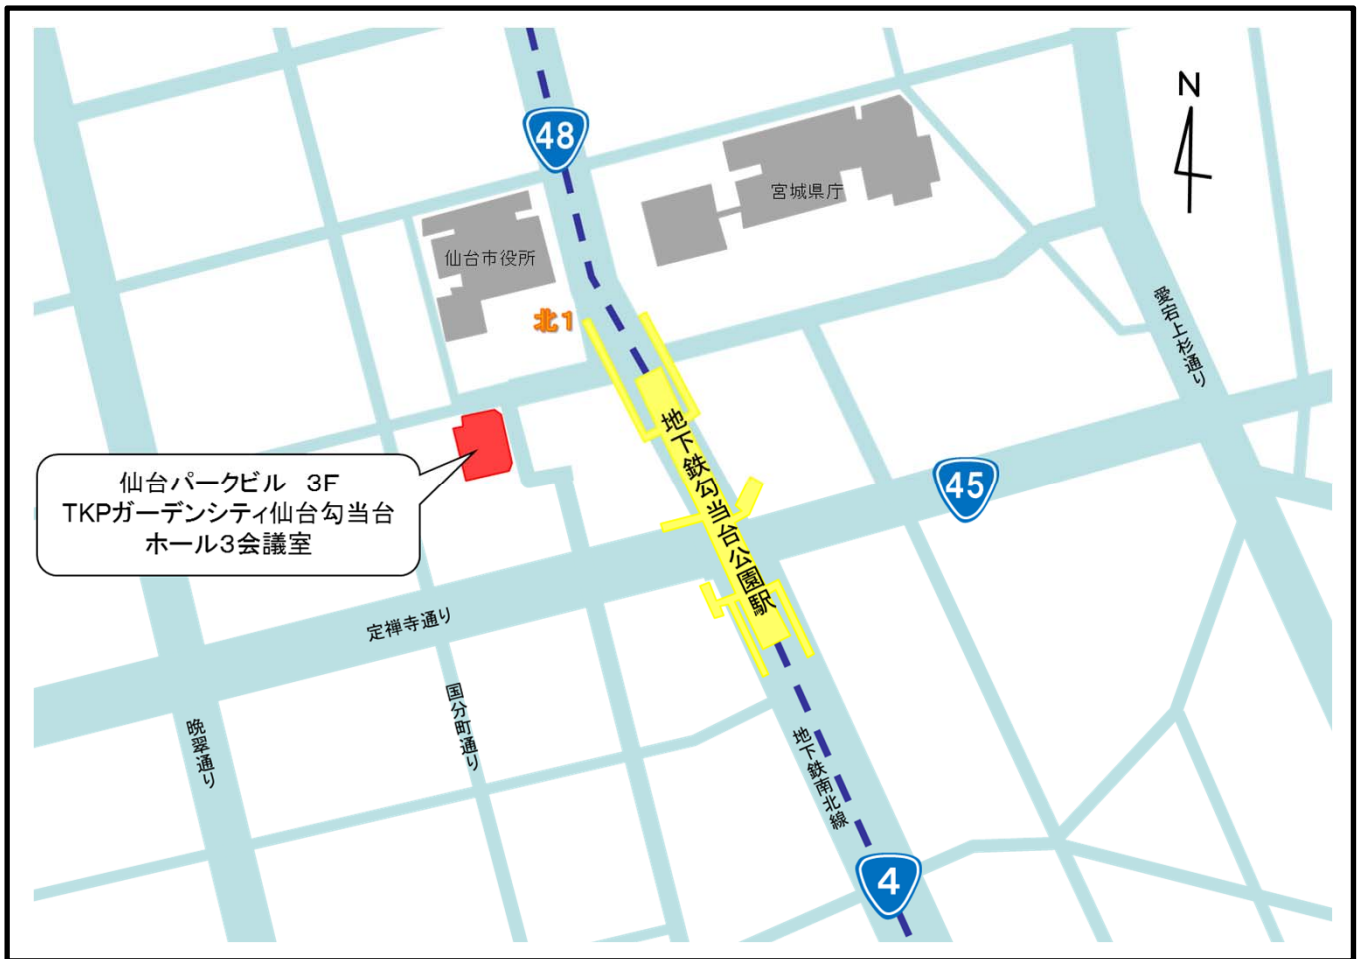 N
48
宮城県庁
仙台市役所
北1
愛宕上杉通り
地下鉄勾当台公園駅
45
仙台パークビル　3F
TKPガーデンシティ仙台勾当台
ホール3会議室
定禅寺通り
国分町通り
晩翠通り
地下鉄南北線
4